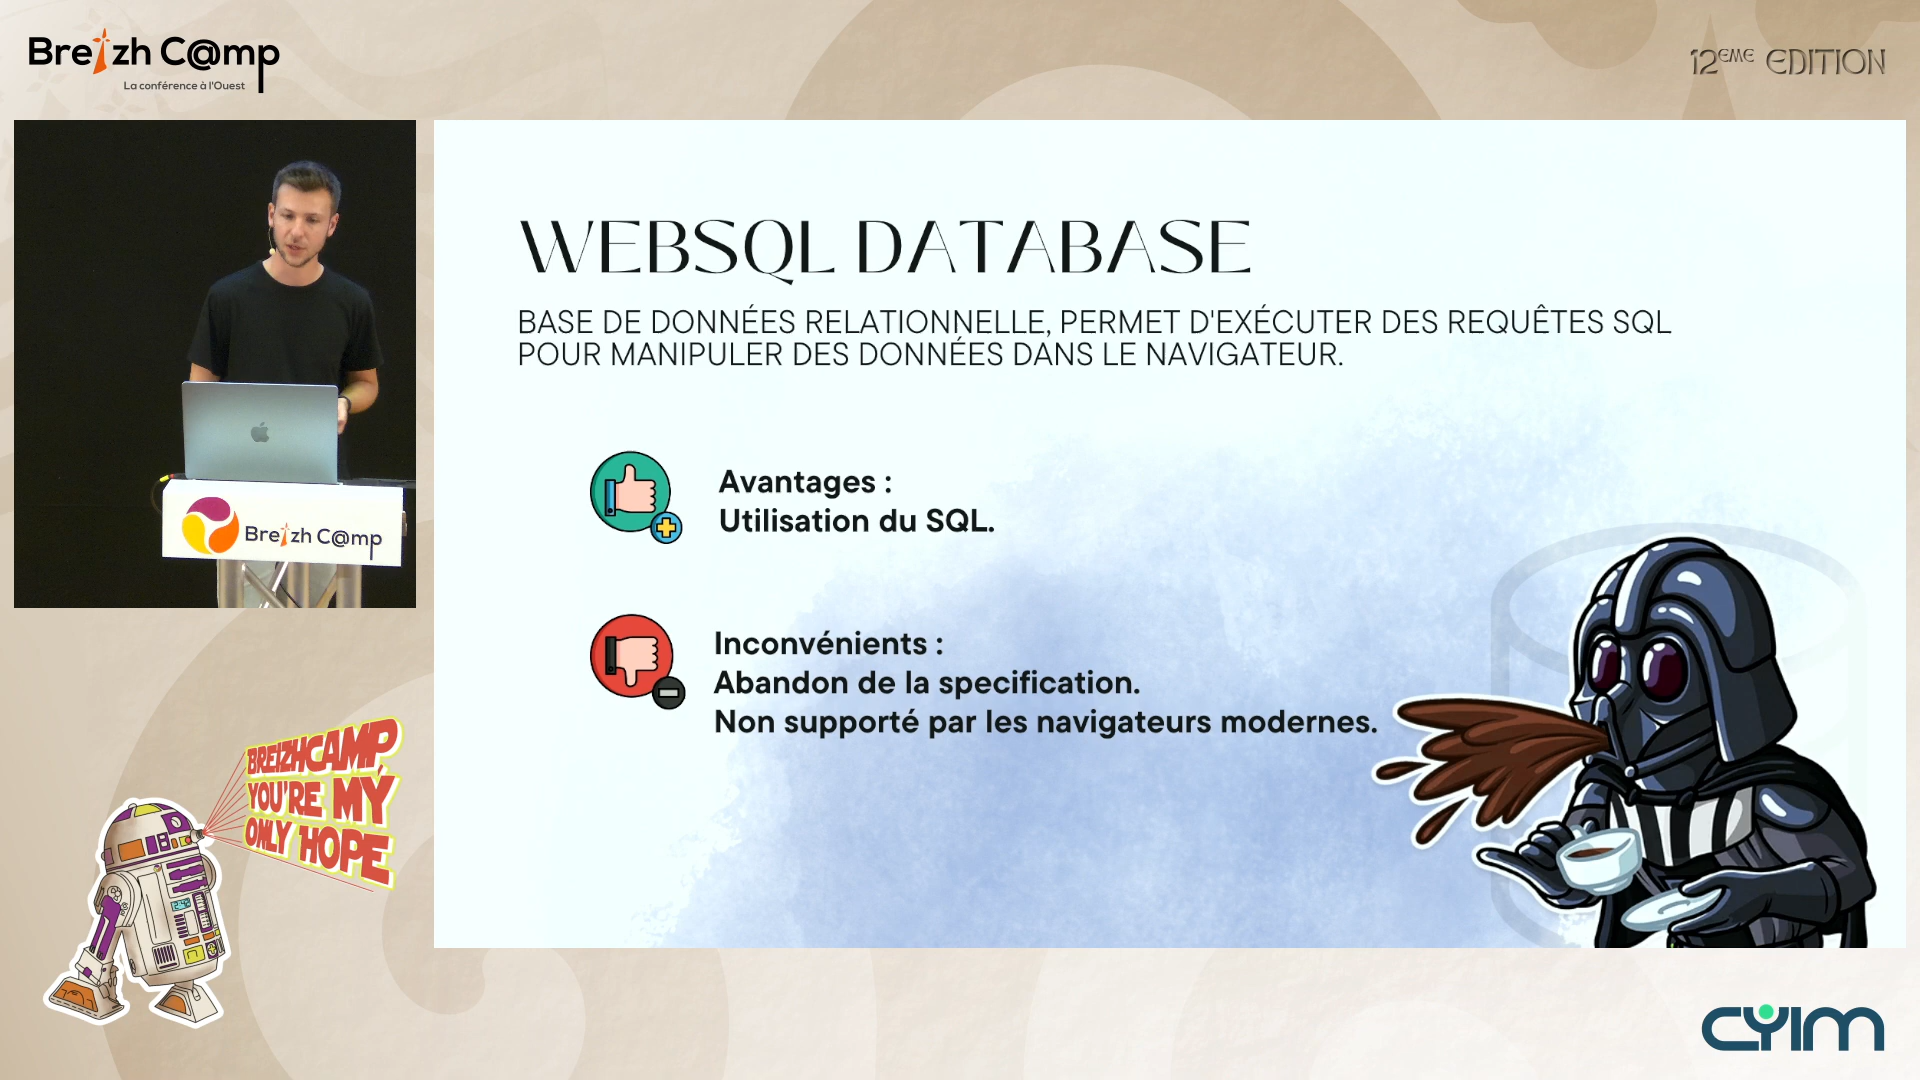 Breizh C@mp
La conférence à l'Ouest
12EME EDITION
WEBSQL DATABASE
BASE DE DONNÉES RELATIONNELLE, PERMET D'EXÉCUTER DES REQUÊTES SQL
POUR MANIPULER DES DONNÉES DANS LE NAVIGATEUR.
Avantages :
Utilisation du SQL.
Inconvénients :
Abandon de la specification.
Non supporté par les navigateurs modernes.
Breizh C@mp
BREIZHCAMP,
YOU'RE MY
ONLY HOPE
CYIM